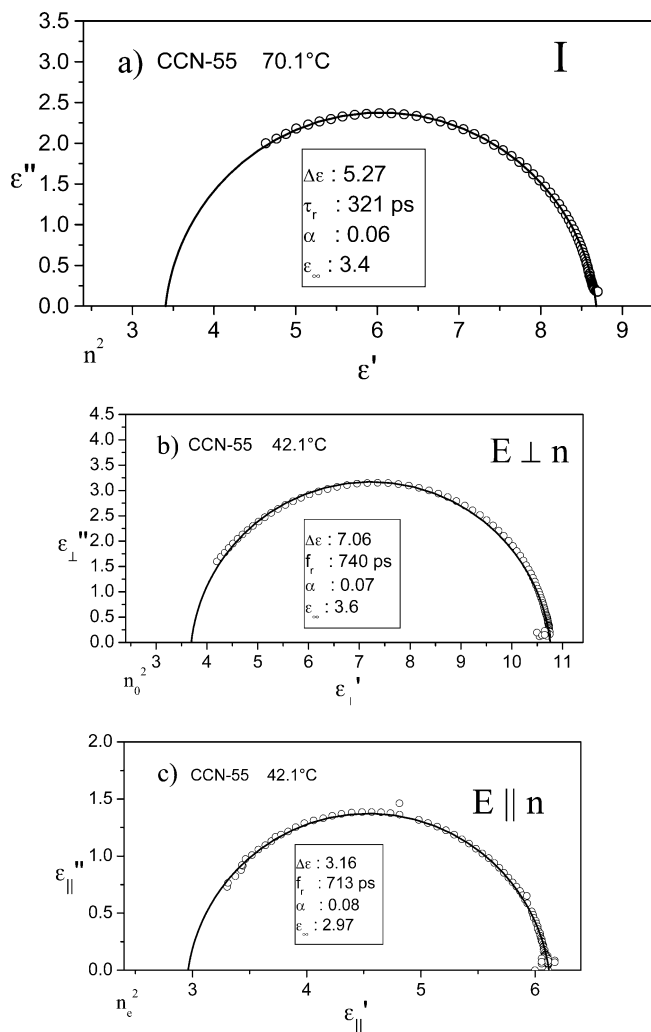 3.5
a) CCN-55 70.1°C I
3.0
2.5
2.0
ε''
1.5
1.0
0.5
0.0
Δε : 5.27
τr : 321 ps
α : 0.06
ε∞ : 3.4
3 4 5 6 7 8 9
n²
ε'
4.5
b) CCN-55 42.1°C E ⊥ n
4.0
3.5
3.0
2.5
ε⊥''
2.0
1.5
1.0
0.5
0.0
Δε : 7.06
fr : 740 ps
α : 0.07
ε∞ : 3.6
3 4 5 6 7 8 9 10 11
n₀²
ε⊥'
2.0
c) CCN-55 42.1°C E || n
1.5
1.0
ε||''
0.5
0.0
Δε : 3.16
fr : 713 ps
α : 0.08
ε∞ : 2.97
3 4 5 6
nₑ²
ε||'